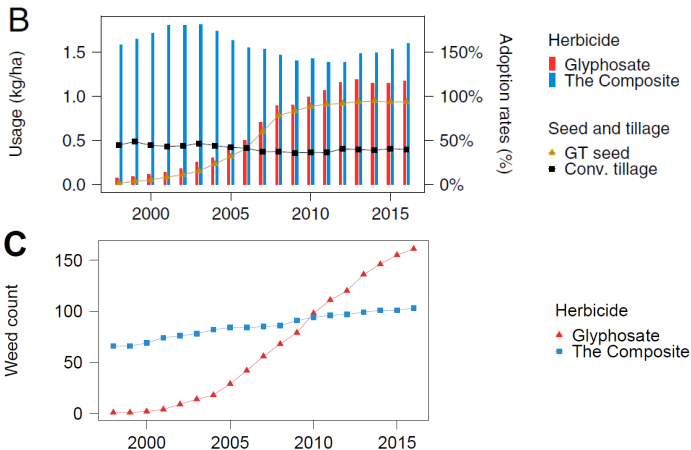 B
Usage (kg/ha)
1.5
1.0
0.5
0.0
150%
100%
50%
0%
Adoption rates (%)
2000
2005
2010
2015
Herbicide
Glyphosate
The Composite
Seed and tillage
GT seed
Conv. tillage
C
Weed count
150
100
50
0
2000
2005
2010
2015
Herbicide
Glyphosate
The Composite